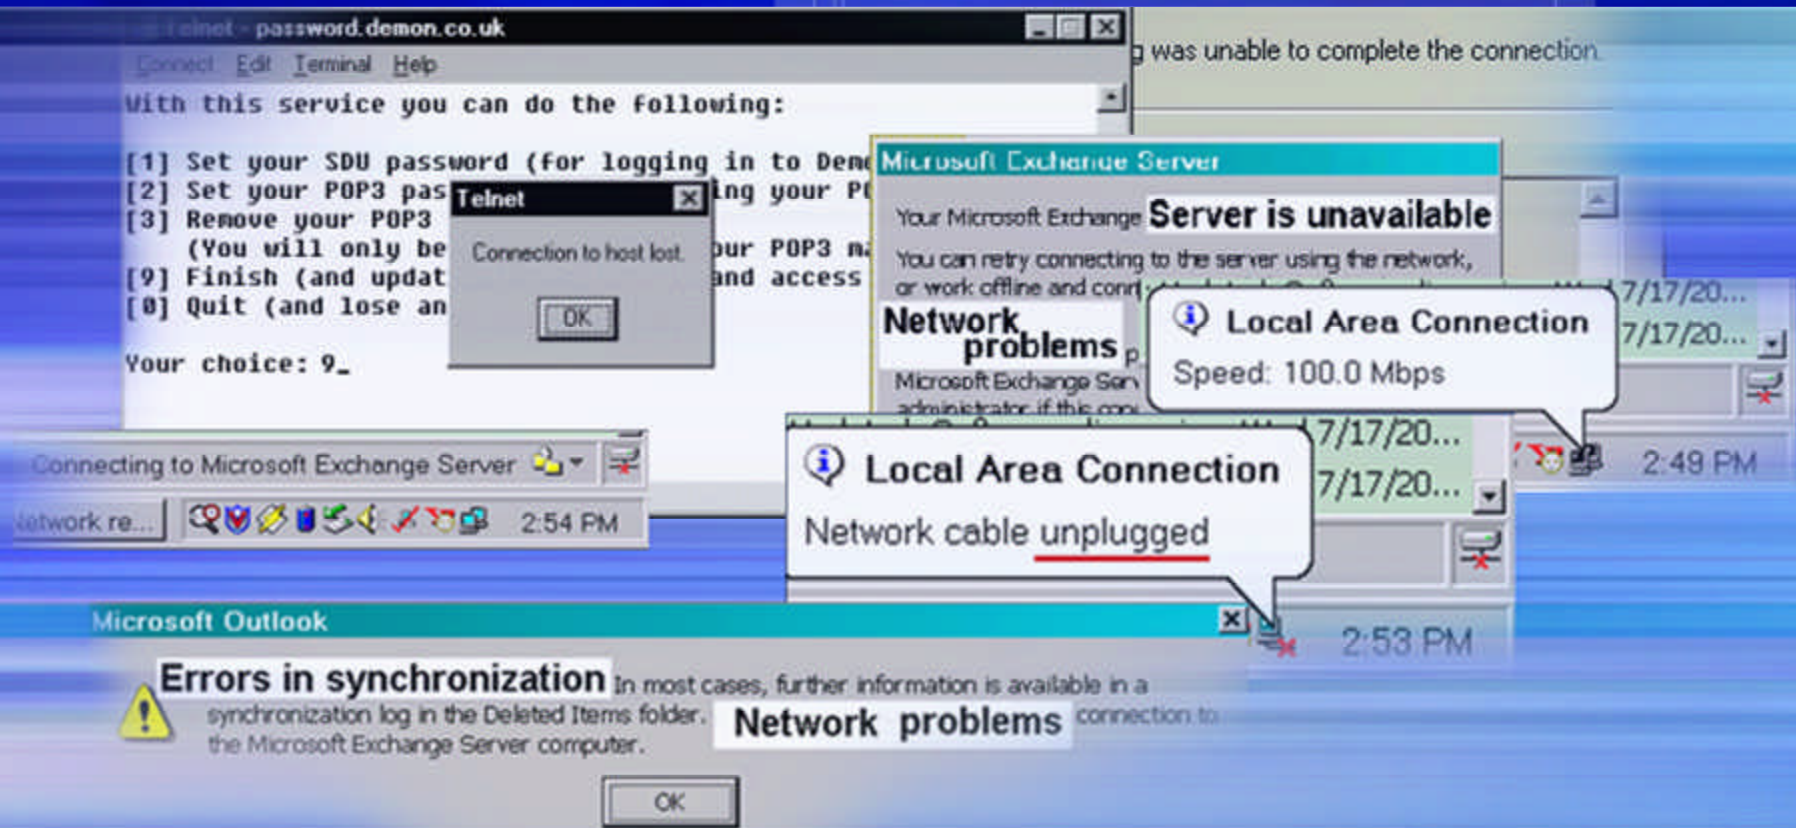 Telnet - password.demon.co.uk
Connect Edit Terminal Help
With this service you can do the following:
[1] Set your SDU password (for logging in to Demo
[2] Set your POP3 pas
ing your PO
[3] Remove your POP3
(You will only be
our POP3 ma
[9] Finish (and updat
and access
[0] Quit (and lose an
Your choice: 9_
Telnet
Connection to host lost.
OK
g was unable to complete the connection.
Microsoft Exchange Server
Your Microsoft Exchange Server is unavailable
You can retry connecting to the server using the network,
or work offline and conn
Network
problems p
Microsoft Exchange Serv
administrator if this con
Local Area Connection
Speed: 100.0 Mbps
7/17/20...
7/17/20...
2:49 PM
Connecting to Microsoft Exchange Server
Network re...
2:54 PM
Local Area Connection
Network cable unplugged
7/17/20...
7/17/20...
2:53 PM
Microsoft Outlook
Errors in synchronization In most cases, further information is available in a
synchronization log in the Deleted Items folder. Network problems connection to
the Microsoft Exchange Server computer.
OK